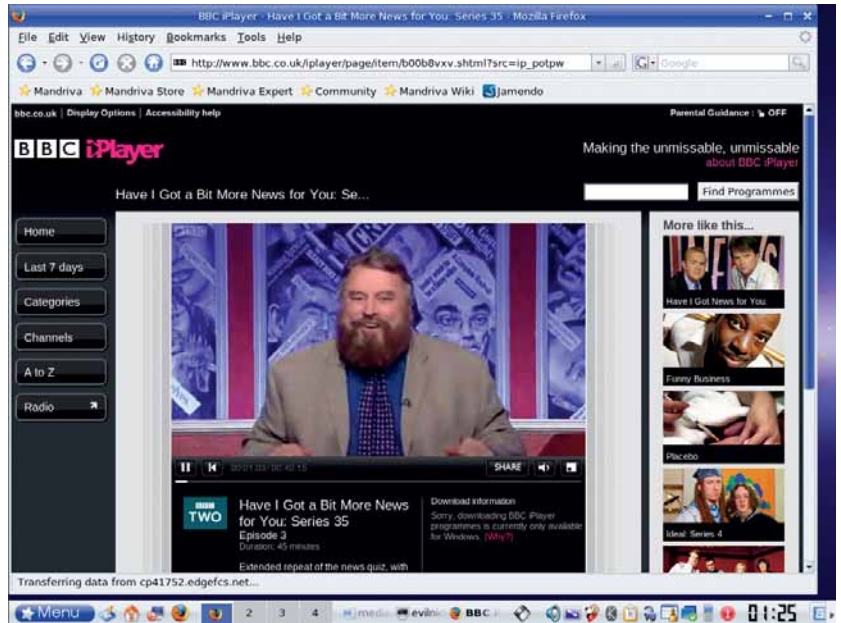 BBC iPlayer - Have I Got a Bit More News for You: Series 35 - Mozilla Firefox
File Edit View History Bookmarks Tools Help
http://www.bbc.co.uk/iplayer/page/item/b00b8vxv.shtml?src=ip_potpw
G Google
Mandriva Mandriva Store Mandriva Expert Community Mandriva Wiki Jamendo
bbc.co.uk | Display Options | Accessibility help
Parental Guidance : OFF
BBC iPlayer
Making the unmissable, unmissable
about BBC iPlayer
Have I Got a Bit More News for You: Se...
Find Programmes
Home
Last 7 days
Categories
Channels
A to Z
Radio
More like this...
Have I Got News for You
Funny Business
Placebo
Ideal: Series 4
SHARE
BBC
TWO
Have I Got a Bit More News
for You: Series 35
Episode 3
Duration: 45 minutes
Extended repeat of the news quiz, with
Download information
Sorry, downloading BBC iPlayer
programmes is currently only available
for Windows. (Why?)
Transferring data from cp41752.edgefcs.net...
Menu 2 3 4 medi evilni BBC 01:25